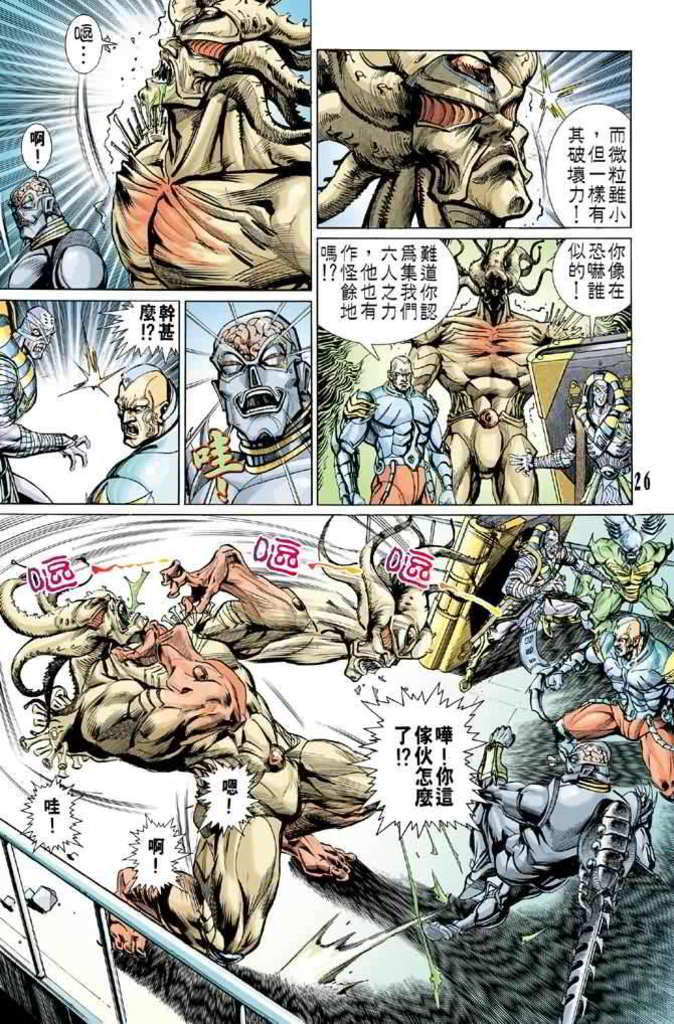 而微粒雖小
，但一樣有
其破壞力！
你像在
恐嚇誰
似的！
難道你認
爲集我們
六人之力
，他也有
作怪餘地
嗎！？
26
嘔…
啊！
哇
幹甚
麼！？
嘔
嘔
嘔
嘩！你這
傢伙怎麼
了！？
嗯！
啊！
哇！